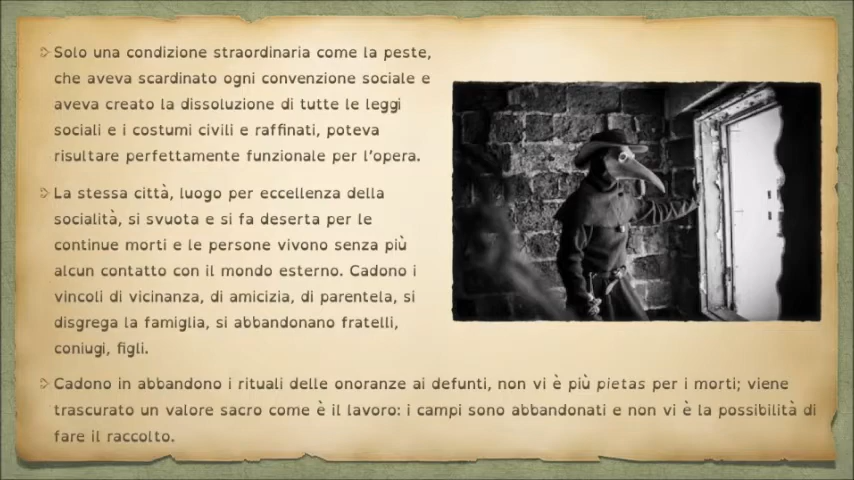 Solo una condizione straordinaria come la peste,
che aveva scardinato ogni convenzione sociale e
aveva creato la dissoluzione di tutte le leggi
sociali e i costumi civili e raffinati, poteva
risultare perfettamente funzionale per l'opera.
La stessa città, luogo per eccellenza della
socialità, si svuota e si fa deserta per le
continue morti e le persone vivono senza più
alcun contatto con il mondo esterno. Cadono i
vincoli di vicinanza, di amicizia, di parentela, si
disgrega la famiglia, si abbandonano fratelli,
coniugi, figli.
Cadono in abbandono i rituali delle onoranze ai defunti, non vi è più pietas per i morti; viene
trascurato un valore sacro come è il lavoro: i campi sono abbandonati e non vi è la possibilità di
fare il raccolto.